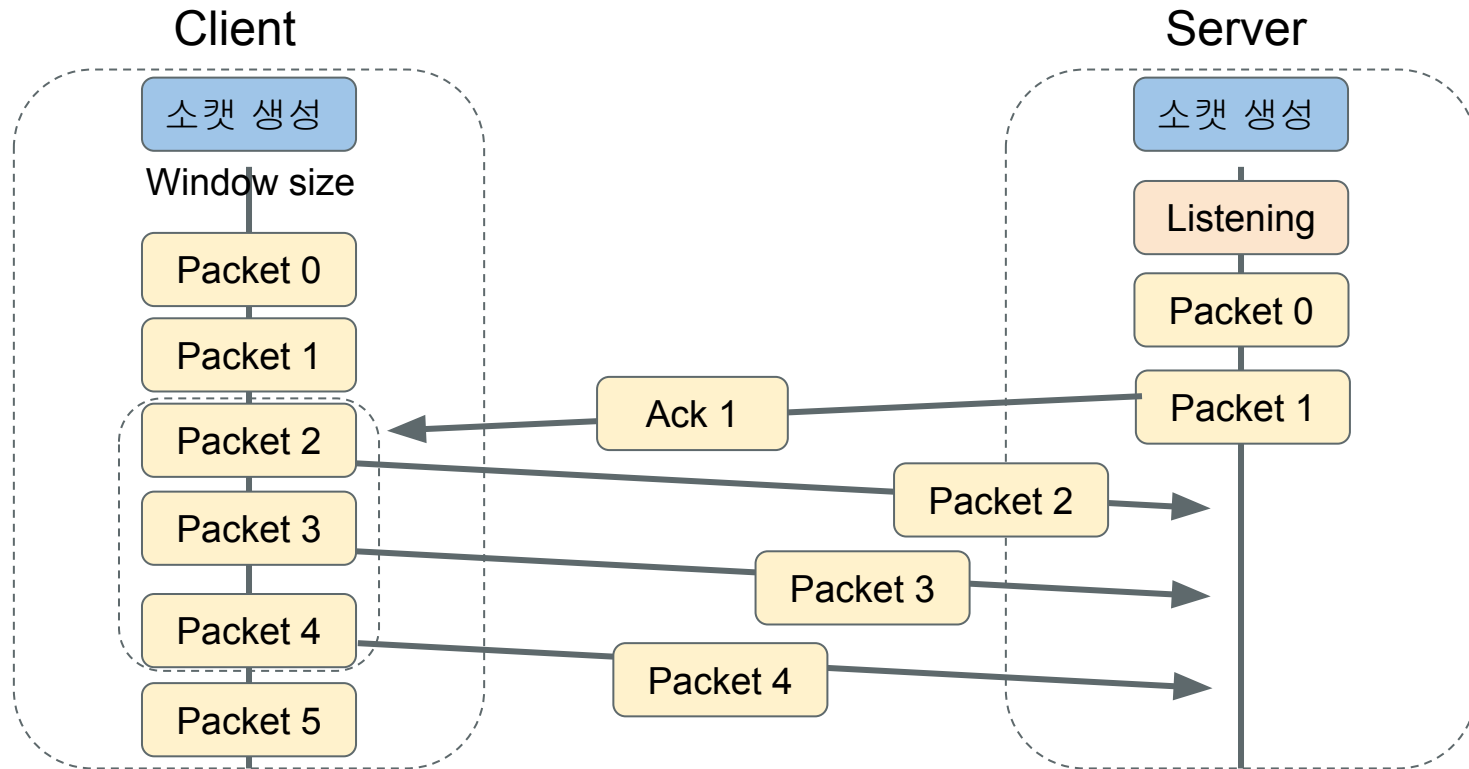 Client
Server
소캣 생성
소캣 생성
Window size
Listening
Packet 0
Packet 0
Packet 1
Packet 1
Ack 1
Packet 2
Packet 2
Packet 3
Packet 3
Packet 4
Packet 4
Packet 5